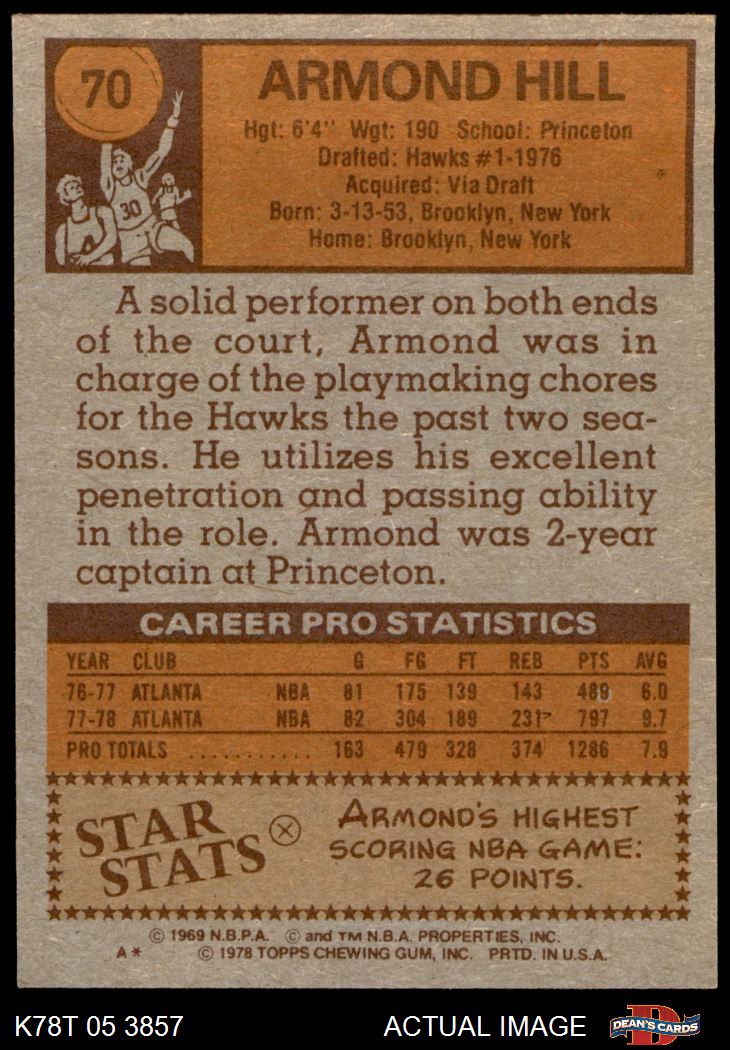 70
ARMOND HILL
Hgt: 6'4" Wgt: 190 School: Princeton
Drafted: Hawks #1-1976
Acquired: Via Draft
Born: 3-13-53, Brooklyn, New York
Home: Brooklyn, New York
30
A solid performer on both ends
of the court, Armond was in
charge of the playmaking chores
for the Hawks the past two sea-
sons. He utilizes his excellent
penetration and passing ability
in the role. Armond was 2-year
captain at Princeton.
CAREER PRO STATISTICS
YEAR CLUB G FG FT REB PTS AVG
76-77 ATLANTA NBA 81 175 139 143 489 6.0
77-78 ATLANTA NBA 82 304 189 231 797 9.7
PRO TOTALS ........... 163 479 328 374 1286 7.9
STAR STATS
ARMOND'S HIGHEST
SCORING NBA GAME:
26 POINTS.
© 1969 N.B.P.A. © and TM N.B.A. PROPERTIES, INC.
A* © 1978 TOPPS CHEWING GUM, INC. PRTD. IN U.S.A.
K78T 05 3857 ACTUAL IMAGE DEAN'S CARDS